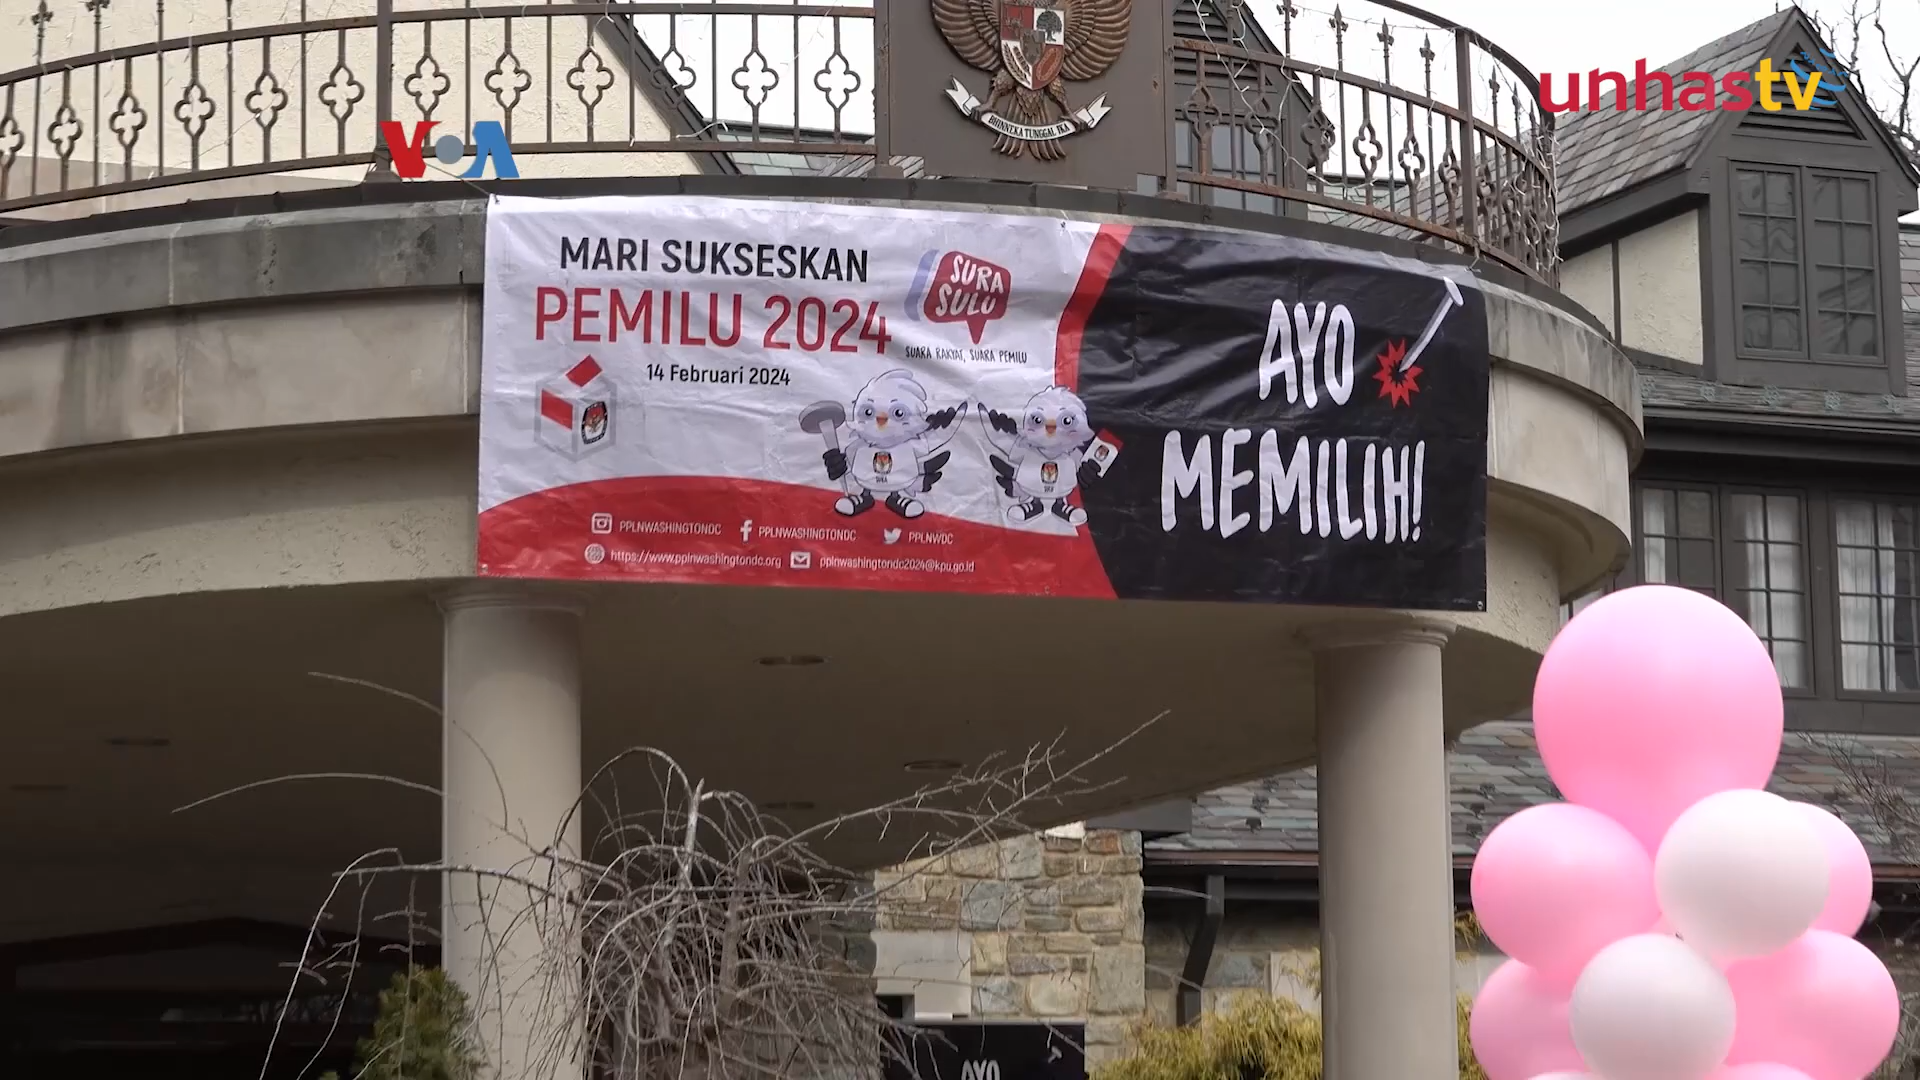 unhastv
VOA
BHINNEKA TUNGGAL IKA
MARI SUKSESKAN
PEMILU 2024
14 Februari 2024
SURA
SULU
SUARA RAKYAT, SUARA PEMILU
AYO
MEMILIH!
PPLNWASHINGTONDC
PPLNWASHINGTONDC
PPLNWDC
https://www.pplnwashingtondc.org
pplnwashingtondc2024@kpu.go.id
AYO